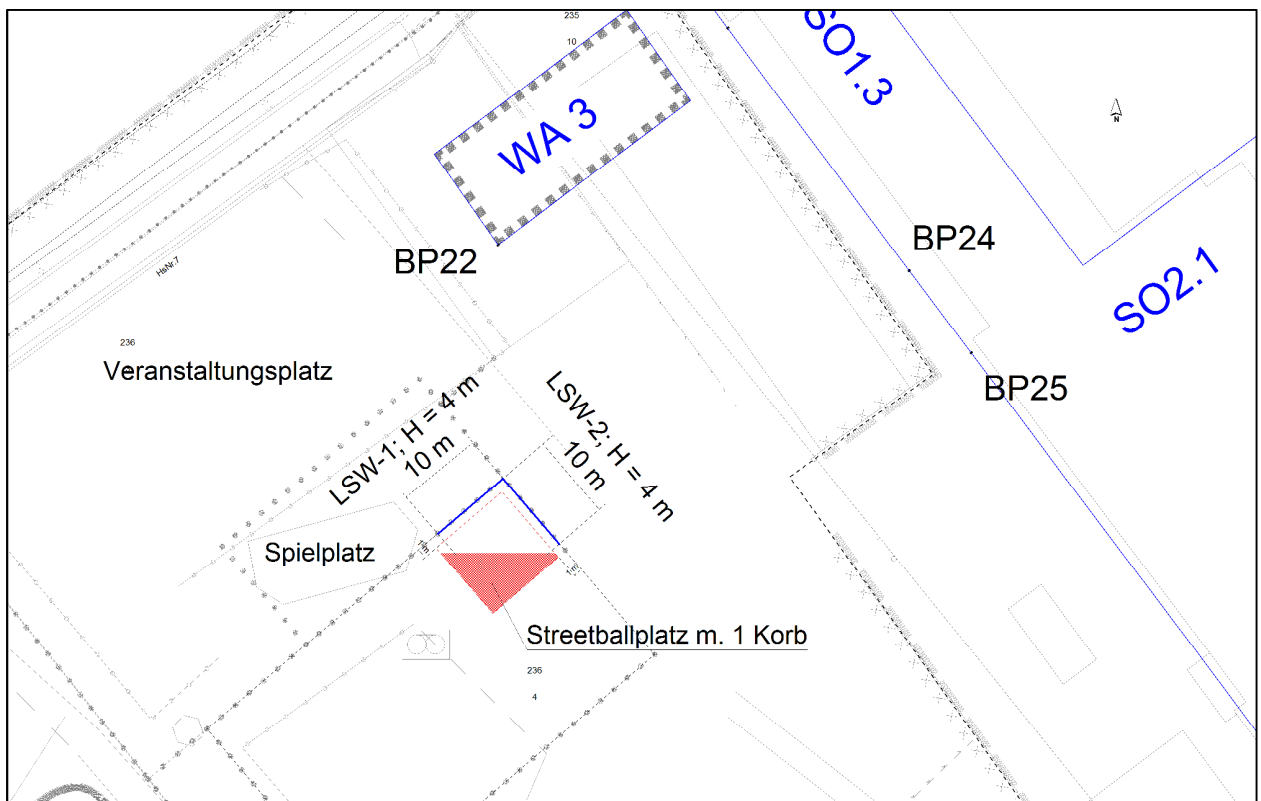 235
10
SO1.3
WA 3
N
BP24
BP22
HsNr.7
SO2.1
236
Veranstaltungsplatz
BP25
LSW-1; H = 4 m
10 m
LSW-2; H = 4 m
10 m
1 m
Spielplatz
1 m
Streetballplatz m. 1 Korb
236
4